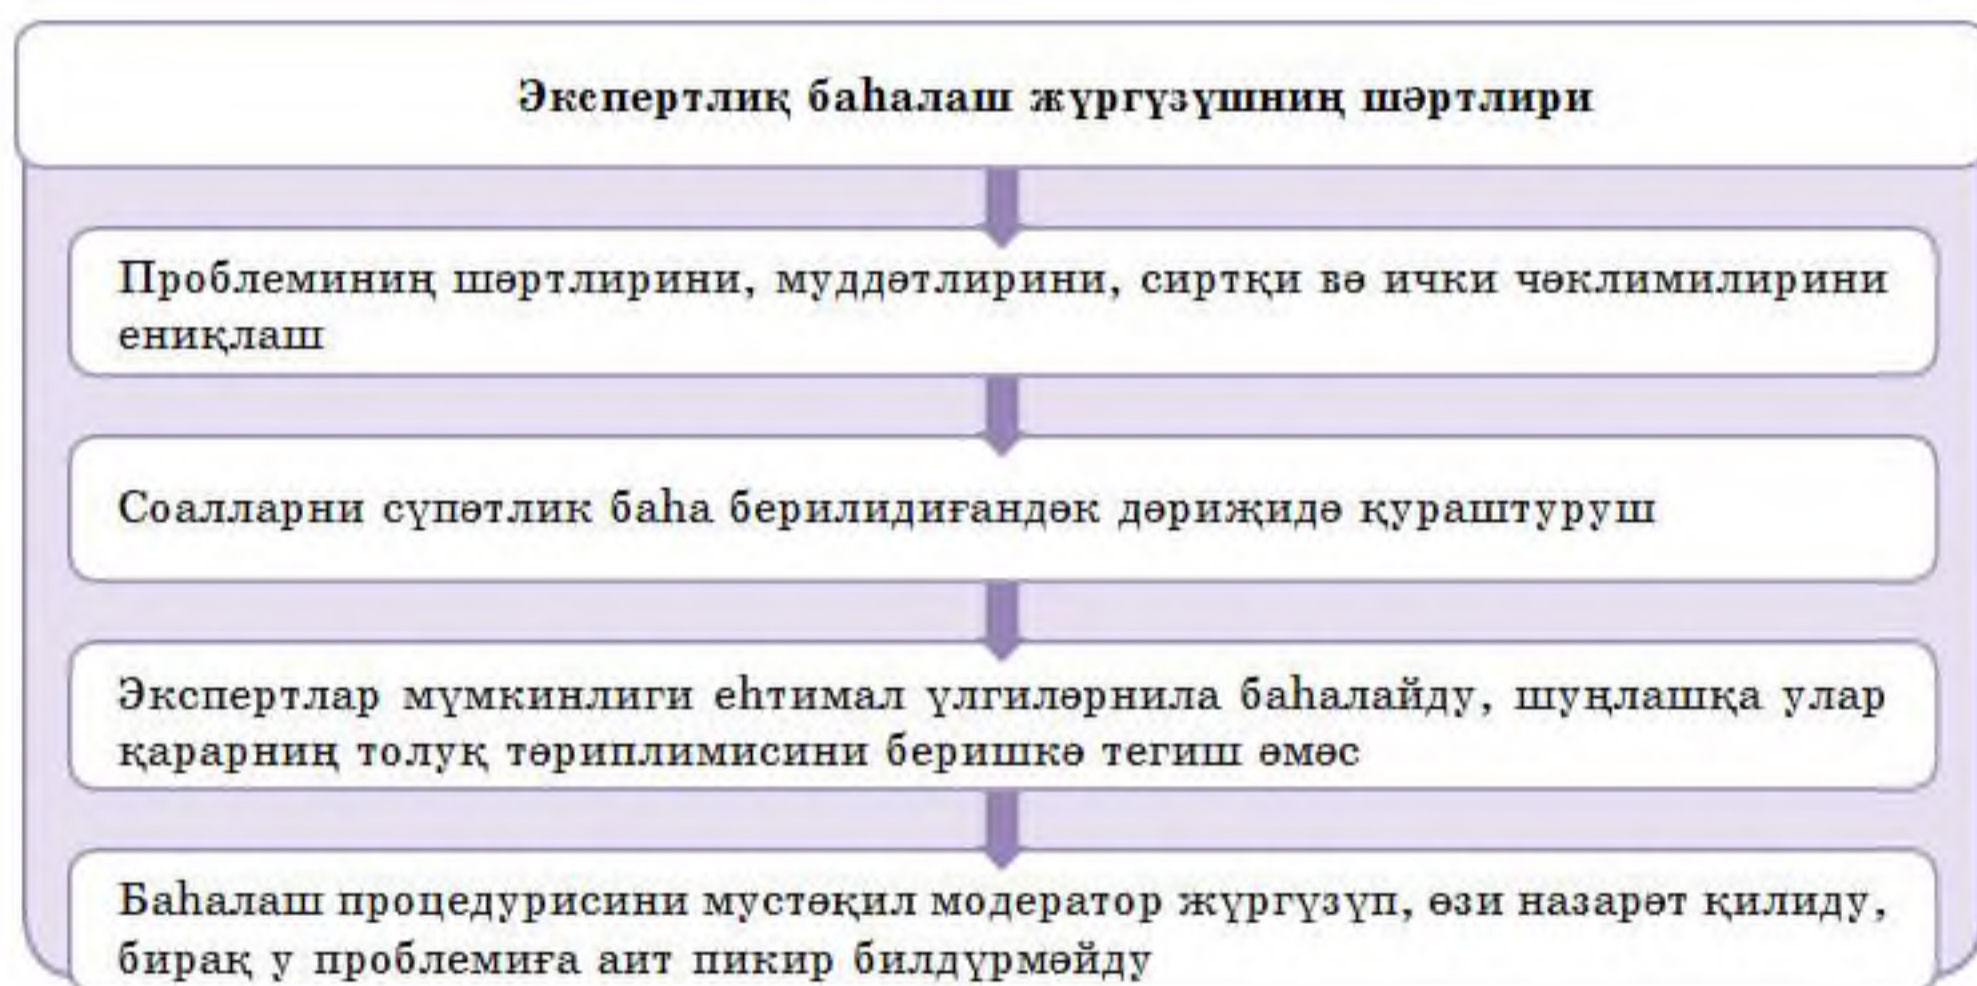 Экспертлиқ баһалаш жүргүзүшниң шәртлири
Проблеминиң шәртлирини, муддәтлирини, сиртқи вә ички чәклимилирини
ениқлаш
Соалларни сүпәтлик баһа берилидиғандәк дәриҗидә қураштуруш
Экспертлар мүмкинлиги еһтимал үлгиләрнила баһалайду, шуңлашқа улар
қарарниң толуқ тәриплимисини беришкә тегиш әмәс
Баһалаш процедурисини мустәқил модератор жүргүзүп, өзи назарәт қилиду,
бирақ у проблемиға аит пикир билдүрмәйду